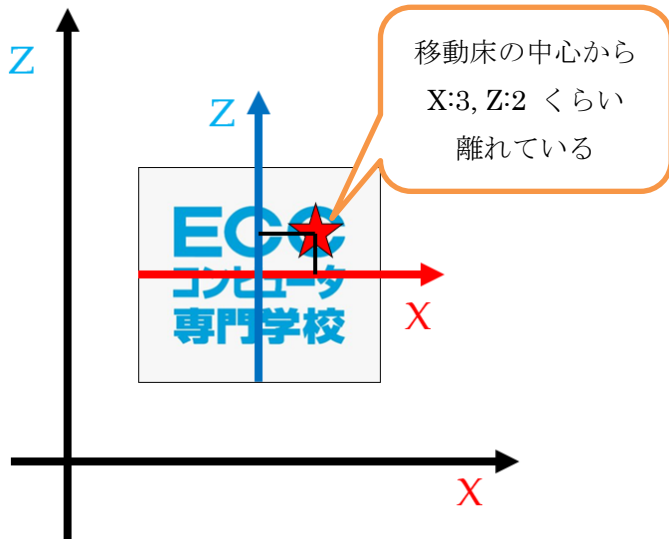 Z
移動床の中心から
X:3, Z:2 くらい
離れている
Z
ECC
コンピュータ
専門学校
X
X